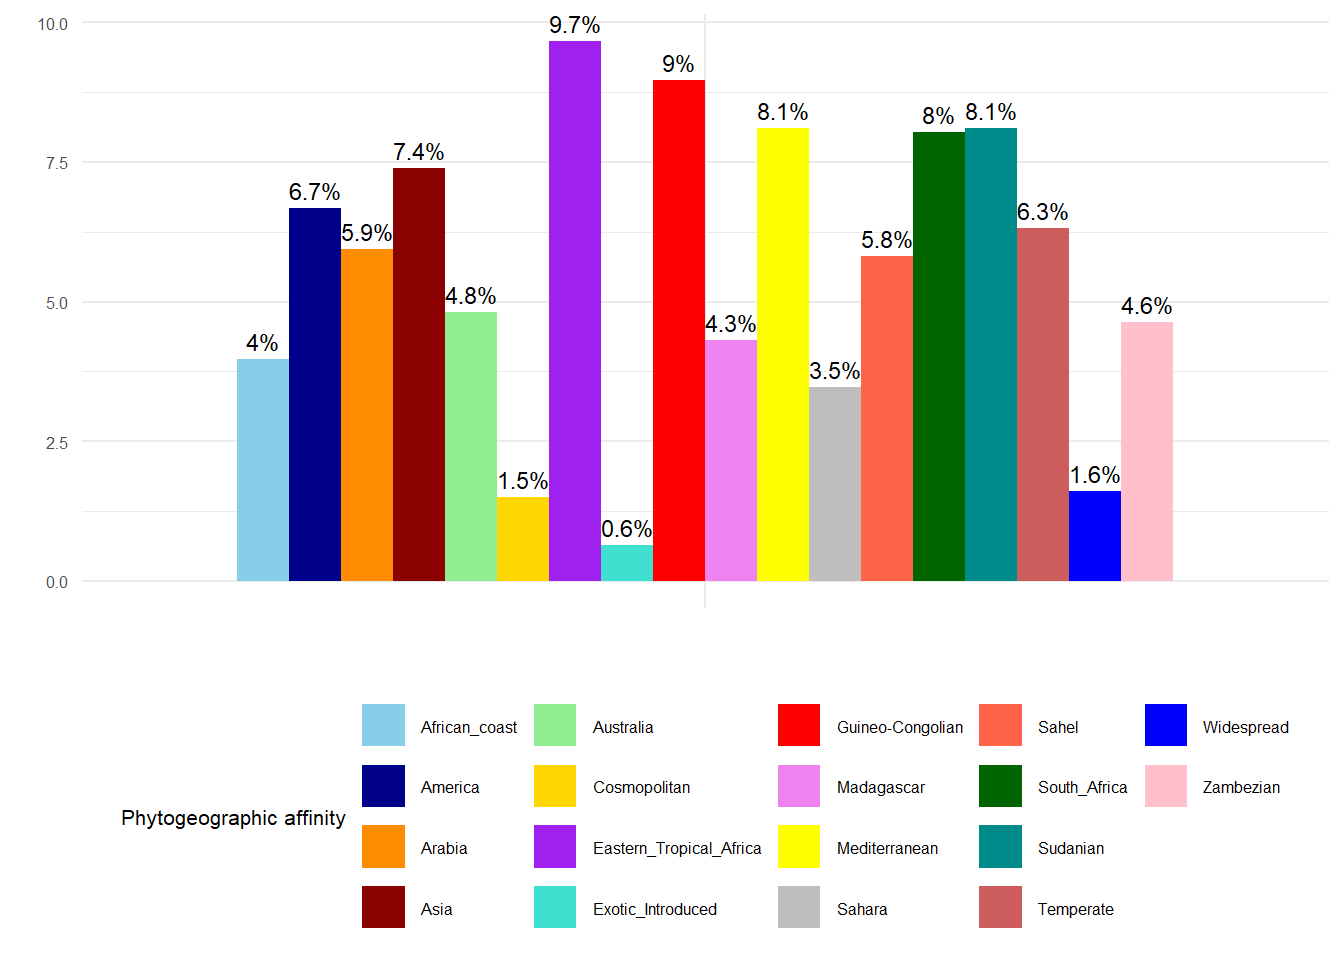 10.0
7.5
5.0
2.5
0.0
4%
6.7%
5.9%
7.4%
4.8%
1.5%
9.7%
0.6%
9%
4.3%
8.1%
3.5%
5.8%
8%
8.1%
6.3%
1.6%
4.6%
Phytogeographic affinity
African_coast
America
Arabia
Asia
Australia
Cosmopolitan
Eastern_Tropical_Africa
Exotic_Introduced
Guineo-Congolian
Madagascar
Mediterranean
Sahara
Sahel
South_Africa
Sudanian
Temperate
Widespread
Zambezian